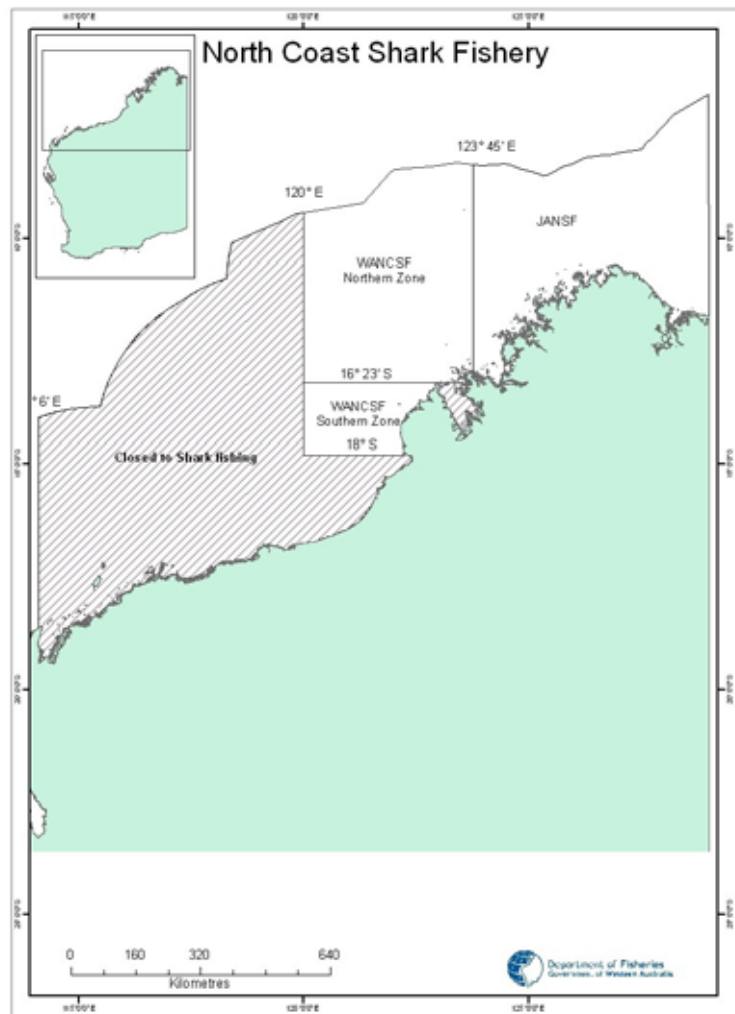 North Coast Shark Fishery
123° 45' E
120° E
JANSF
WANCSF
Northern Zone
16° 23' S
° 6' E
WANCSF
Southern Zone
18° S
Closed to Shark fishing
0 160 320 640
Kilometres
Department of Fisheries
Government of Western Australia